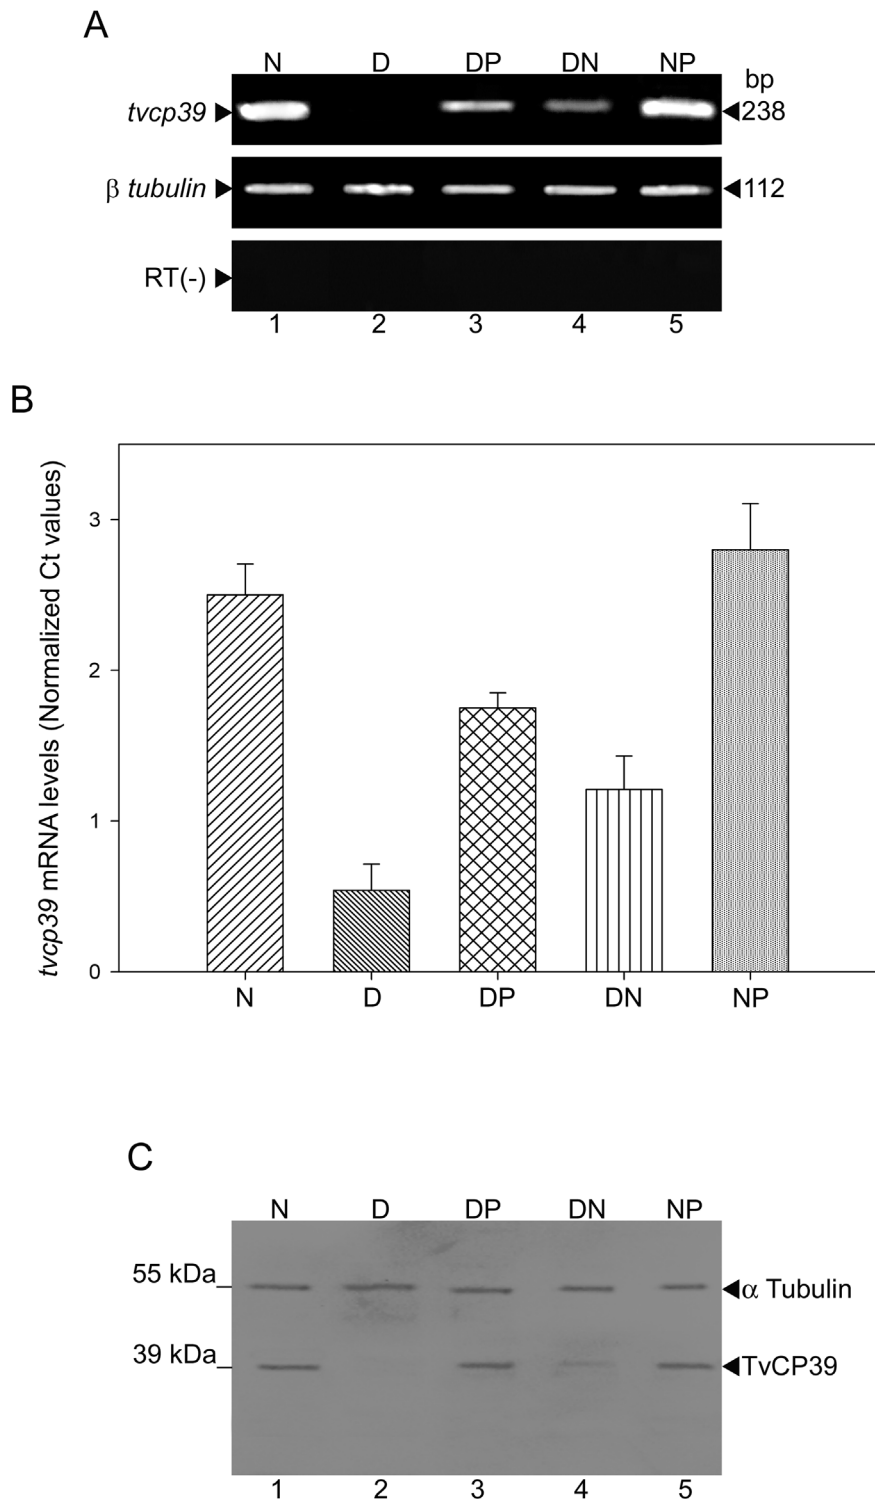 A
N D DP DN NP
bp
tvcp39 238
β tubulin 112
RT(-)
1 2 3 4 5
B
tvcp39 mRNA levels (Normalized Ct values)
3
2
1
0
N D DP DN NP
C
N D DP DN NP
55 kDa α Tubulin
39 kDa TvCP39
1 2 3 4 5